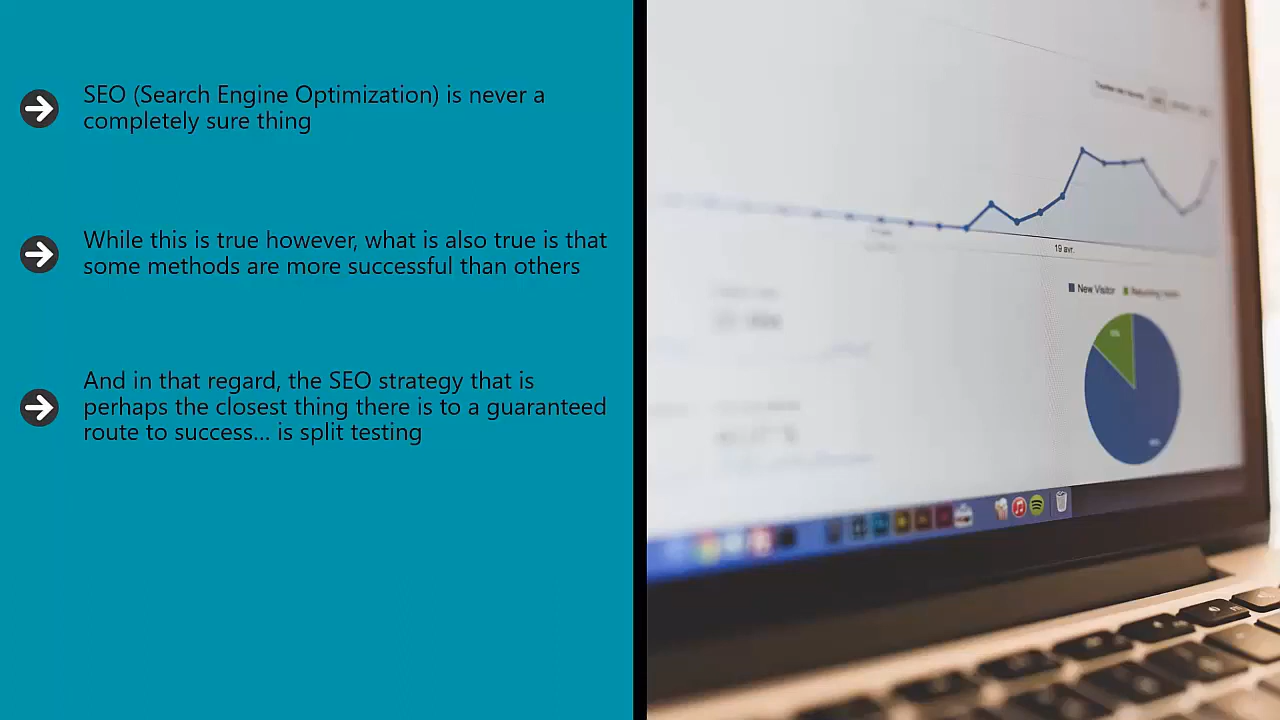 SEO (Search Engine Optimization) is never a
completely sure thing
While this is true however, what is also true is that
some methods are more successful than others
And in that regard, the SEO strategy that is
perhaps the closest thing there is to a guaranteed
route to success... is split testing
19 avr.
New Visitor